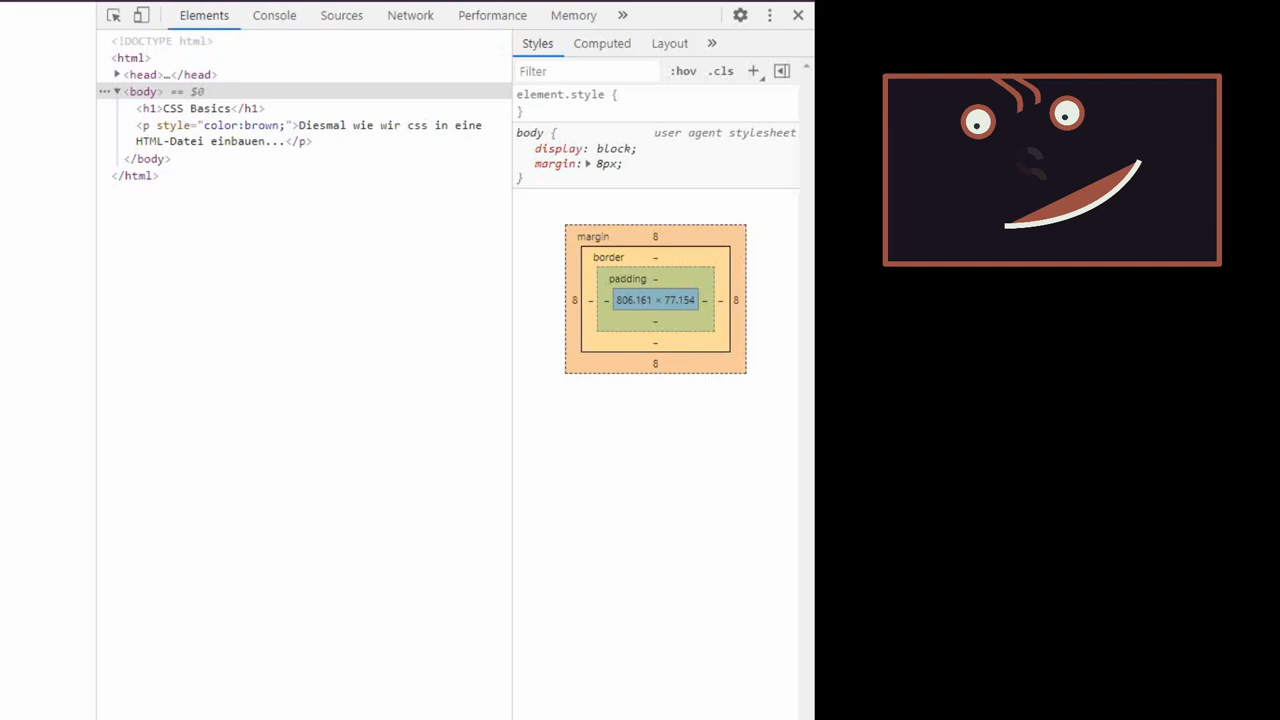 Elements Console Sources Network Performance Memory »
<!DOCTYPE html>
<html>
<head>…</head>
<body> == $0
<h1>CSS Basics</h1>
<p style="color:brown;">Diesmal wie wir css in eine
HTML-Datei einbauen...</p>
</body>
</html>
Styles Computed Layout »
Filter :hov .cls +
element.style {
}
body { user agent stylesheet
display: block;
margin: 8px;
}
margin 8
border –
padding –
8 – – 806.161 × 77.154 – – 8
–
–
8